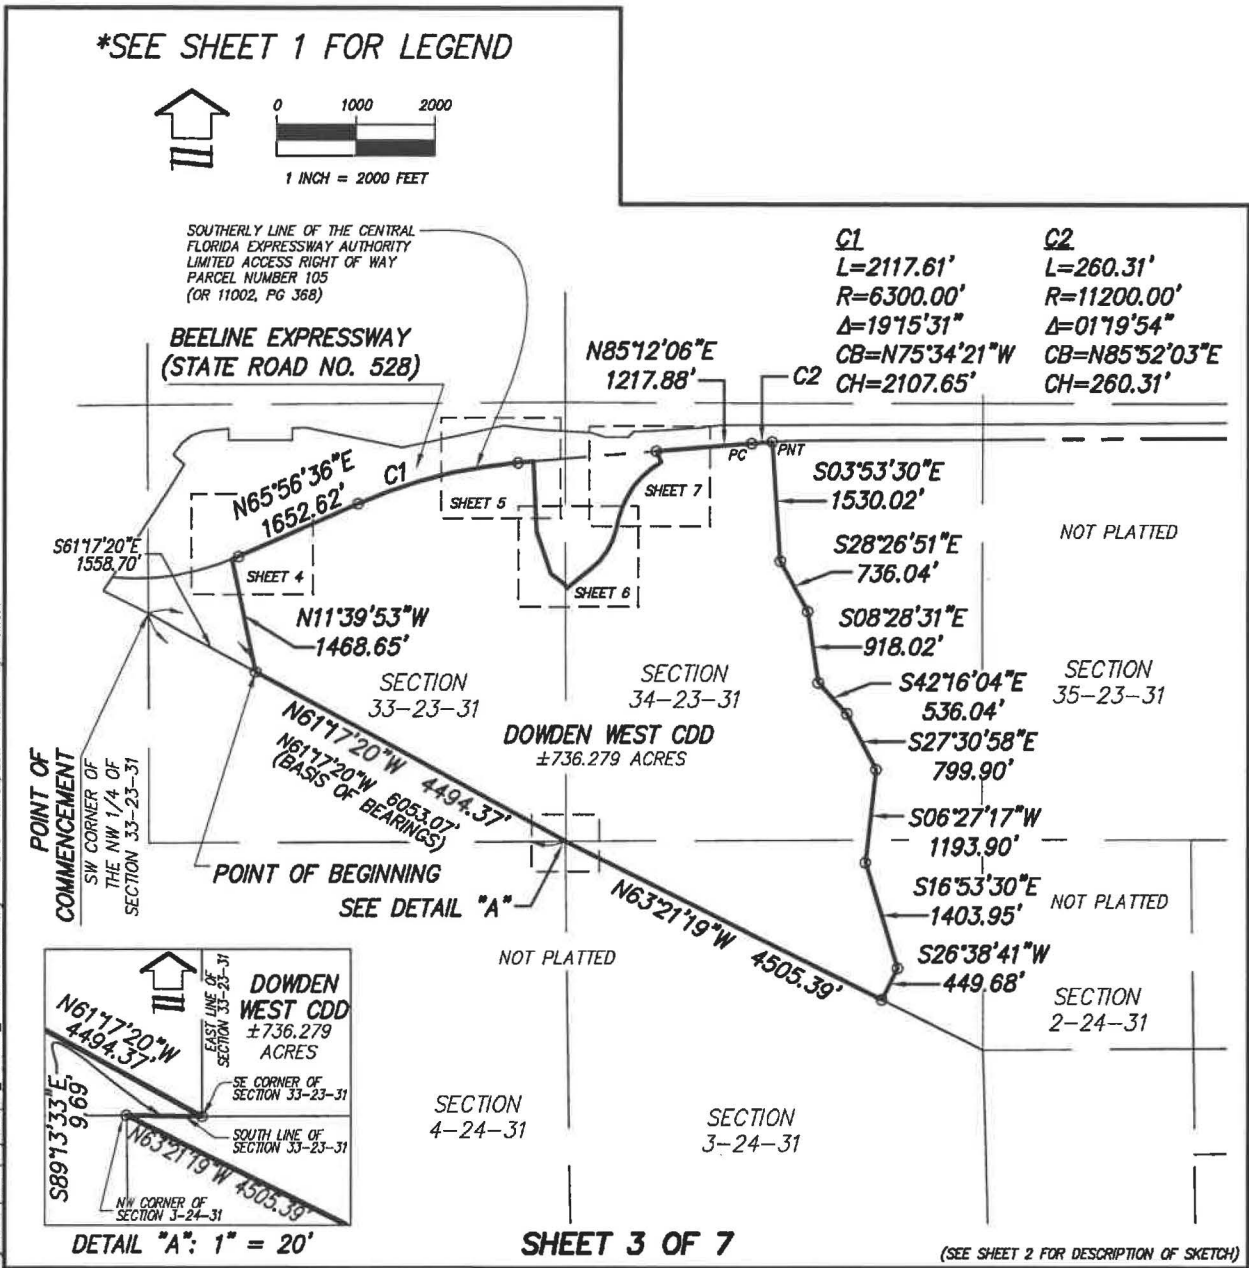 *SEE SHEET 1 FOR LEGEND
0 1000 2000
1 INCH = 2000 FEET
SOUTHERLY LINE OF THE CENTRAL
FLORIDA EXPRESSWAY AUTHORITY
LIMITED ACCESS RIGHT OF WAY
PARCEL NUMBER 105
(OR 11002, PG 368)
BEELINE EXPRESSWAY
(STATE ROAD NO. 528)
C1
L=2117.61'
R=6300.00'
Δ=19°15'31"
CB=N75°34'21"W
CH=2107.65'
C2
L=260.31'
R=11200.00'
Δ=01°19'54"
CB=N85°52'03"E
CH=260.31'
N85°12'06"E
1217.88'
C2
PC
PNT
N65°56'36"E
1652.62'
C1
SHEET 5
SHEET 7
SHEET 4
SHEET 6
S61°17'20"E
1558.70'
N11°39'53"W
1468.65'
S03°53'30"E
1530.02'
NOT PLATTED
S28°26'51"E
736.04'
S08°28'31"E
918.02'
S42°16'04"E
536.04'
S27°30'58"E
799.90'
S06°27'17"W
1193.90'
S16°53'30"E
1403.95'
S26°38'41"W
449.68'
SECTION
33-23-31
SECTION
34-23-31
SECTION
35-23-31
DOWDEN WEST CDD
±736.279 ACRES
N61°17'20"W 4494.37'
N61°17'20"W 6053.07'
(BASIS OF BEARINGS)
POINT OF
COMMENCEMENT
SW CORNER OF
THE NW 1/4 OF
SECTION 33-23-31
POINT OF BEGINNING
SEE DETAIL "A"
N63°21'19"W 4505.39'
NOT PLATTED
NOT PLATTED
SECTION
2-24-31
SECTION
4-24-31
SECTION
3-24-31
DOWDEN
WEST CDD
±736.279
ACRES
EAST LINE OF
SECTION 33-23-31
N61°17'20"W
4494.37'
S89°13'33"E
9.69'
SE CORNER OF
SECTION 33-23-31
SOUTH LINE OF
SECTION 33-23-31
N63°21'19"W 4505.39'
NW CORNER OF
SECTION 3-24-31
DETAIL "A": 1" = 20'
SHEET 3 OF 7
(SEE SHEET 2 FOR DESCRIPTION OF SKETCH)